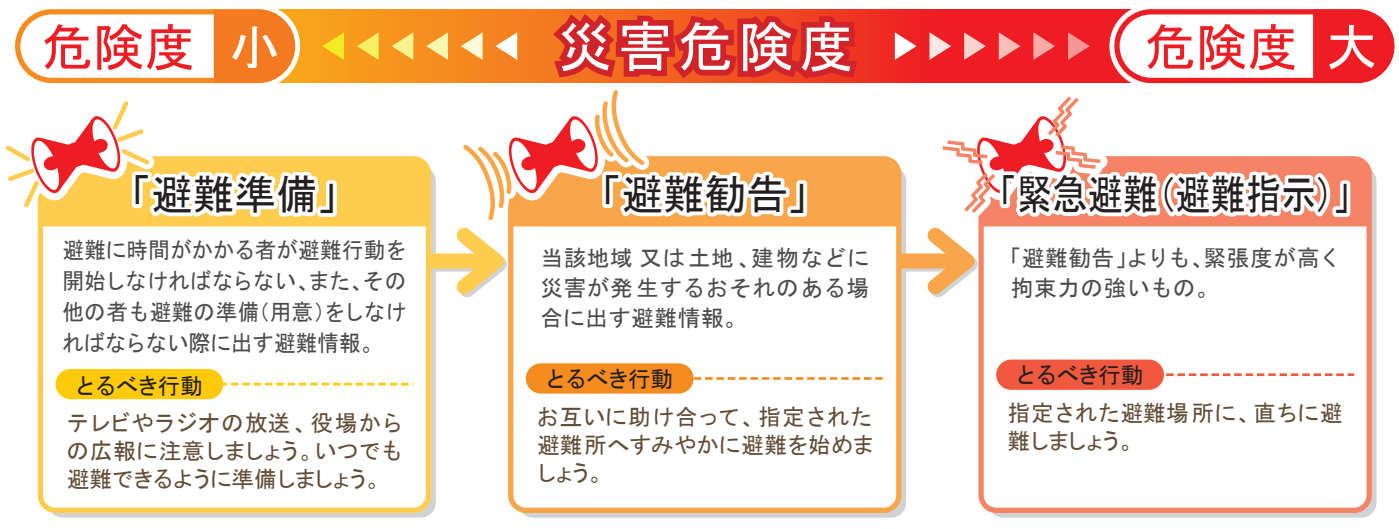 危険度 小
災害危険度
危険度 大
「避難準備」
避難に時間がかかる者が避難行動を
開始しなければならない、また、その
他の者も避難の準備(用意)をしなけ
ればならない際に出す避難情報。
とるべき行動
テレビやラジオの放送、役場から
の広報に注意しましょう。いつでも
避難できるように準備しましょう。
「避難勧告」
当該地域 又は土地、建物などに
災害が発生するおそれのある場
合に出す避難情報。
とるべき行動
お互いに助け合って、指定された
避難所へすみやかに避難を始めま
しょう。
「緊急避難(避難指示)」
「避難勧告」よりも、緊張度が高く
拘束力の強いもの。
とるべき行動
指定された避難場所に、直ちに避
難しましょう。